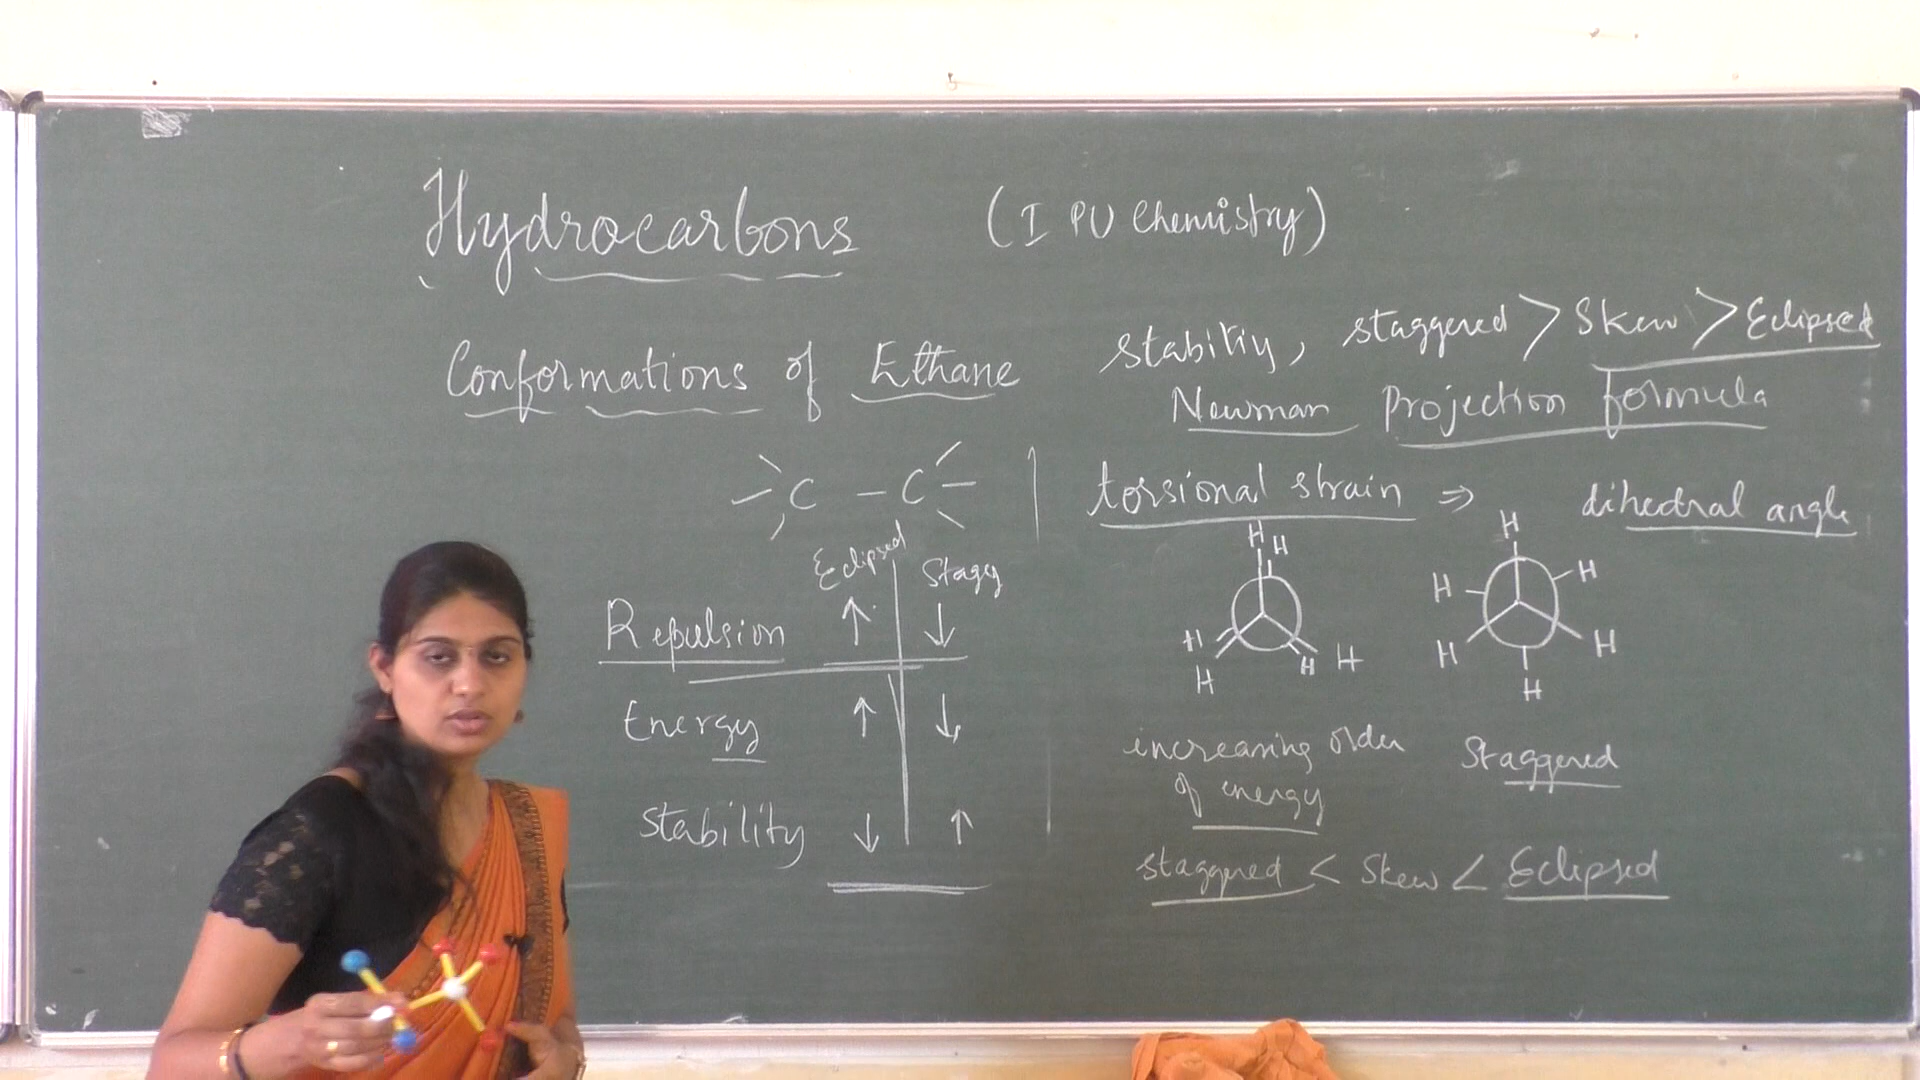 Hydrocarbons (I PU Chemistry)
Conformations of Ethane
stability, staggered > Skew > Eclipsed
Newman Projection formula
C - C
torsional strain ⇒ dihedral angle
Eclipsed Stagg
Repulsion ↑ ↓
Energy ↑ ↓
Stability ↓ ↑
H H
H H
H H
H
H H
H H
H
increasing order of energy
Staggered
staggered < Skew < Eclipsed